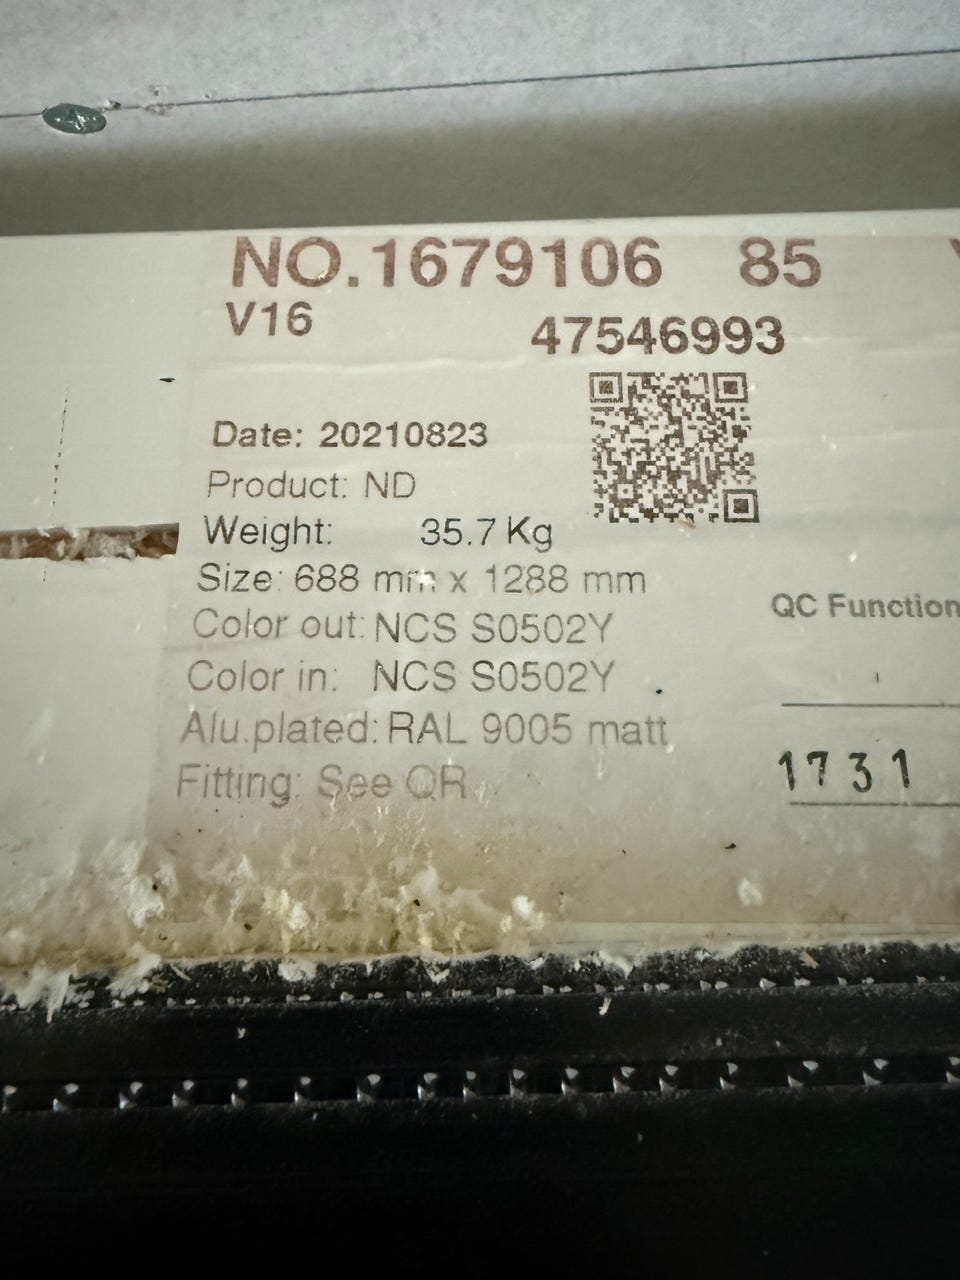 NO.1679106 85
V16
47546993
Date: 20210823
Product: ND
Weight: 35.7 Kg
Size: 688 mm x 1288 mm
Color out: NCS S0502Y
Color in: NCS S0502Y
Alu.plated: RAL 9005 matt
Fitting: See QR
QC Function
1731